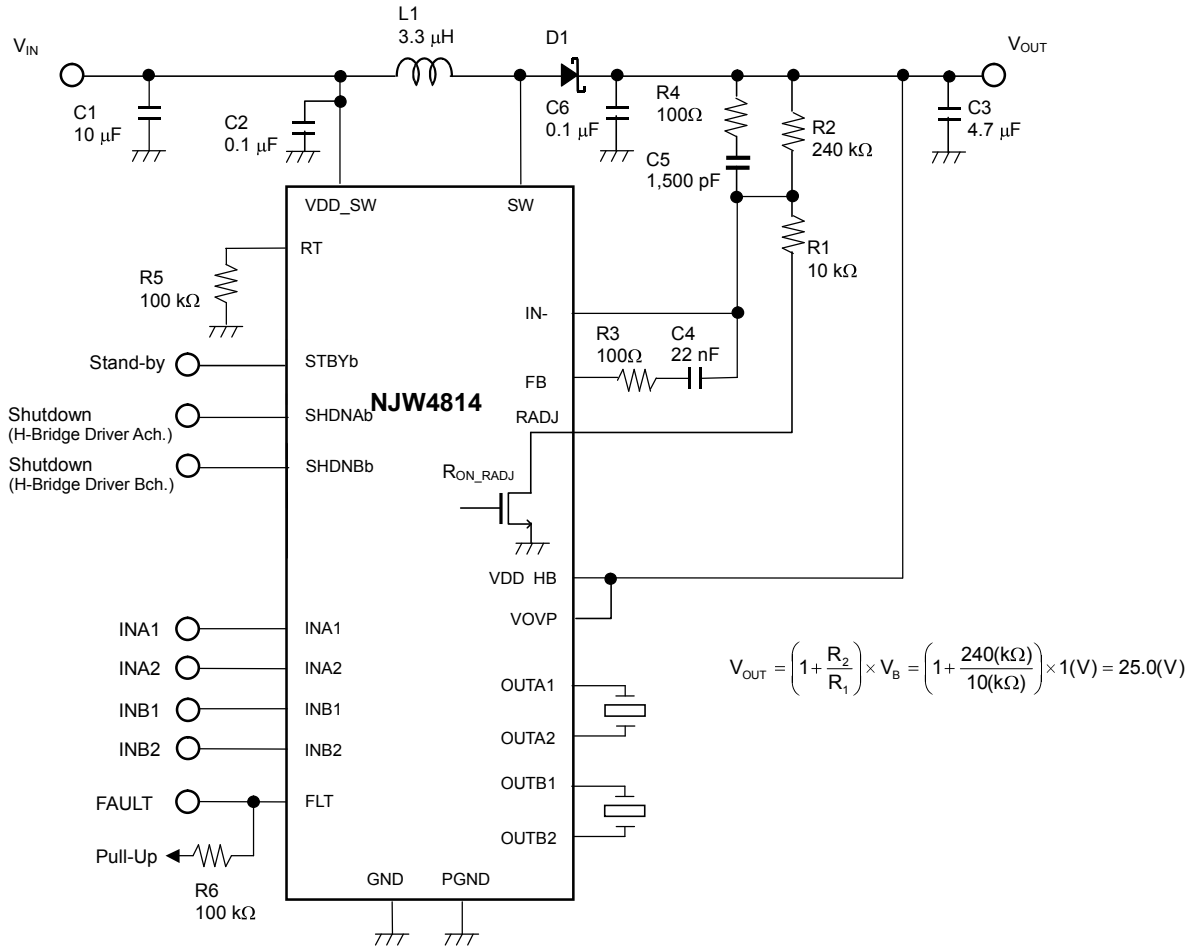 L1
3.3 μH
D1
VIN
VOUT
C1
10 μF
C2
0.1 μF
C6
0.1 μF
R4
100Ω
C5
1,500 pF
R2
240 kΩ
C3
4.7 μF
VDD_SW
SW
RT
R5
100 kΩ
R1
10 kΩ
IN-
R3
100Ω
C4
22 nF
Stand-by
STBYb
FB
NJW4814
RADJ
Shutdown
(H-Bridge Driver Ach.)
SHDNAb
Shutdown
(H-Bridge Driver Bch.)
SHDNBb
RON_RADJ
VDD HB
VOVP
INA1
INA1
INA2
INA2
INB1
INB1
INB2
INB2
VOUT = (1 + R2/R1) × VB = (1 + 240(kΩ)/10(kΩ)) × 1(V) = 25.0(V)
OUTA1
OUTA2
OUTB1
OUTB2
FAULT
FLT
Pull-Up
R6
100 kΩ
GND
PGND